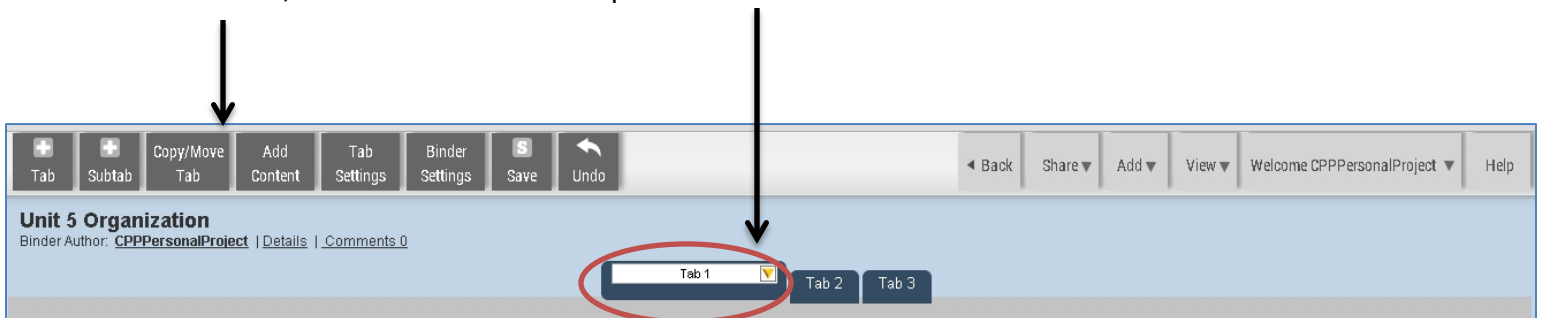 + Tab
+ Subtab
Copy/Move Tab
Add Content
Tab Settings
Binder Settings
S Save
Undo
Back
Share
Add
View
Welcome CPPPersonalProject
Help
Unit 5 Organization
Binder Author: CPPPersonalProject | Details | Comments 0
Tab 1
Tab 2
Tab 3